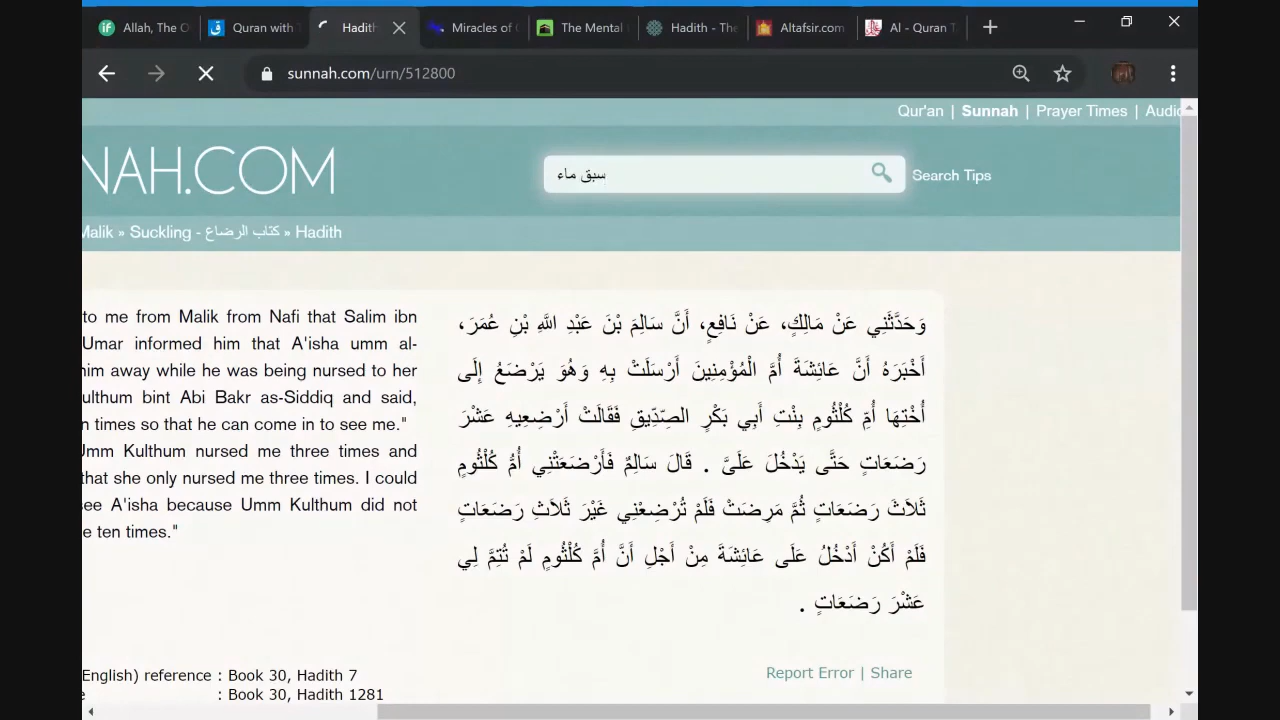 Allah, The O
Quran with
Hadith
Miracles of
The Mental
Hadith - The
Altafsir.com
Al - Quran T
sunnah.com/urn/512800
Qur'an | Sunnah | Prayer Times | Audio
NAH.COM
سبق ماء
Search Tips
Malik » Suckling - كتاب الرضاع » Hadith
to me from Malik from Nafi that Salim ibn
Umar informed him that A'isha umm al-
him away while he was being nursed to her
ulthum bint Abi Bakr as-Siddiq and said,
n times so that he can come in to see me."
Umm Kulthum nursed me three times and
that she only nursed me three times. I could
see A'isha because Umm Kulthum did not
e ten times."
وَحَدَّثَنِي عَنْ مَالِكٍ، عَنْ نَافِعٍ، أَنَّ سَالِمَ بْنَ عَبْدِ اللَّهِ بْنِ عُمَرَ،
أَخْبَرَهُ أَنَّ عَائِشَةَ أُمَّ الْمُؤْمِنِينَ أَرْسَلَتْ بِهِ وَهُوَ يَرْضَعُ إِلَى
أُخْتِهَا أُمِّ كُلْثُومٍ بِنْتِ أَبِي بَكْرٍ الصِّدِّيقِ فَقَالَتْ أَرْضِعِيهِ عَشْرَ
رَضَعَاتٍ حَتَّى يَدْخُلَ عَلَىَّ ‏.‏ قَالَ سَالِمٌ فَأَرْضَعَتْنِي أُمُّ كُلْثُومٍ
ثَلاَثَ رَضَعَاتٍ ثُمَّ مَرِضَتْ فَلَمْ تُرْضِعْنِي غَيْرَ ثَلاَثِ رَضَعَاتٍ
فَلَمْ أَكُنْ أَدْخُلُ عَلَى عَائِشَةَ مِنْ أَجْلِ أَنَّ أُمَّ كُلْثُومٍ لَمْ تُتِمَّ لِي
عَشْرَ رَضَعَاتٍ ‏.‏
Report Error | Share
(English) reference : Book 30, Hadith 7
e : Book 30, Hadith 1281